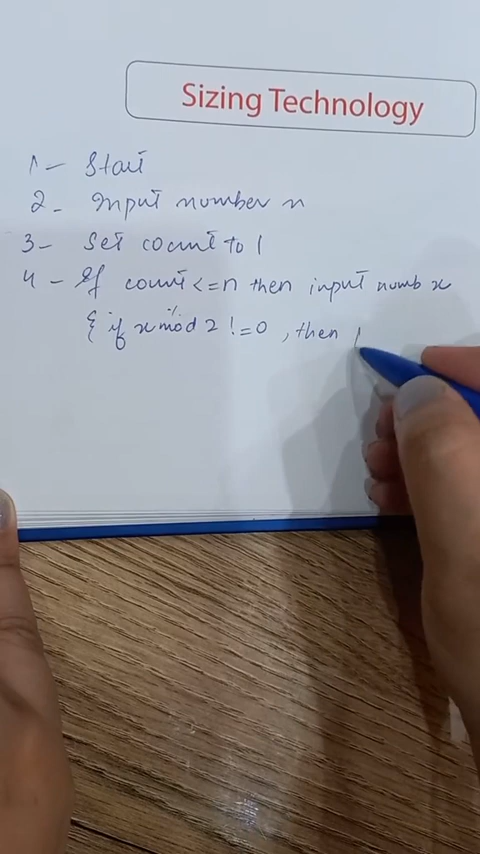 Sizing Technology
1- Start
2- Input number n
3- Set count to 1
4- If count <= n then input numb x
{ if x mod 2 != 0, then